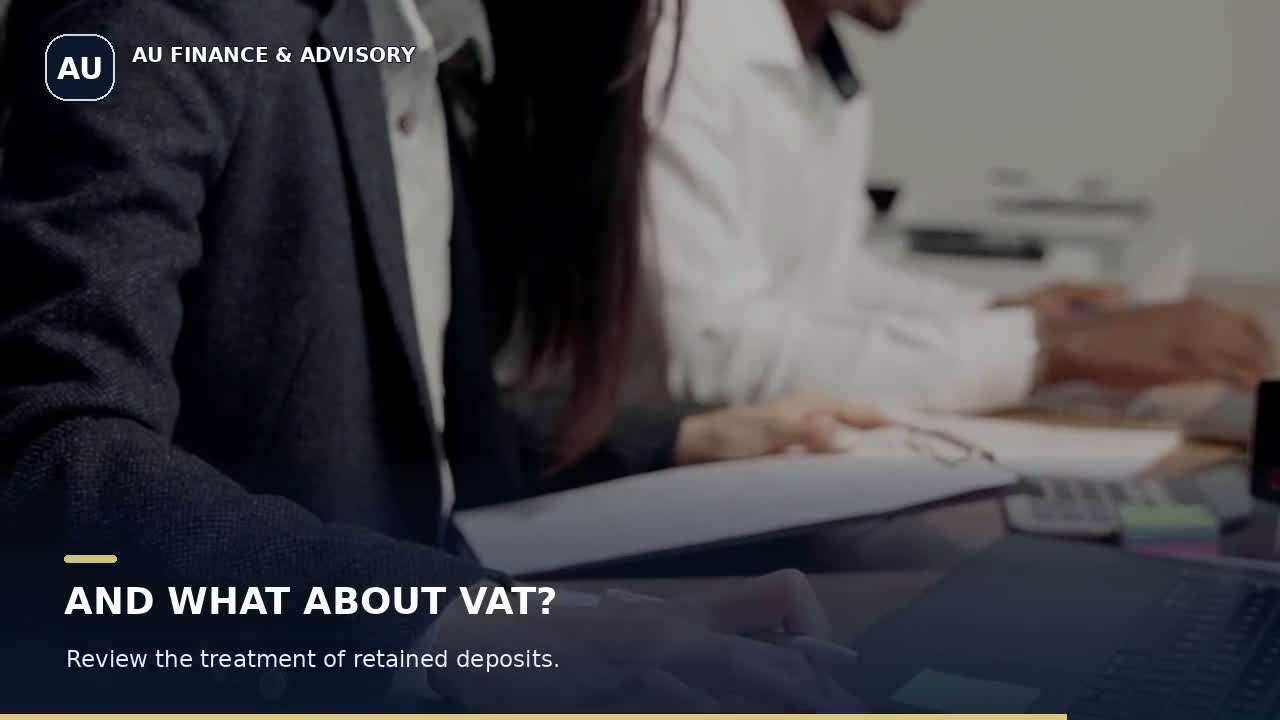 AU
AU FINANCE & ADVISORY
AND WHAT ABOUT VAT?
Review the treatment of retained deposits.